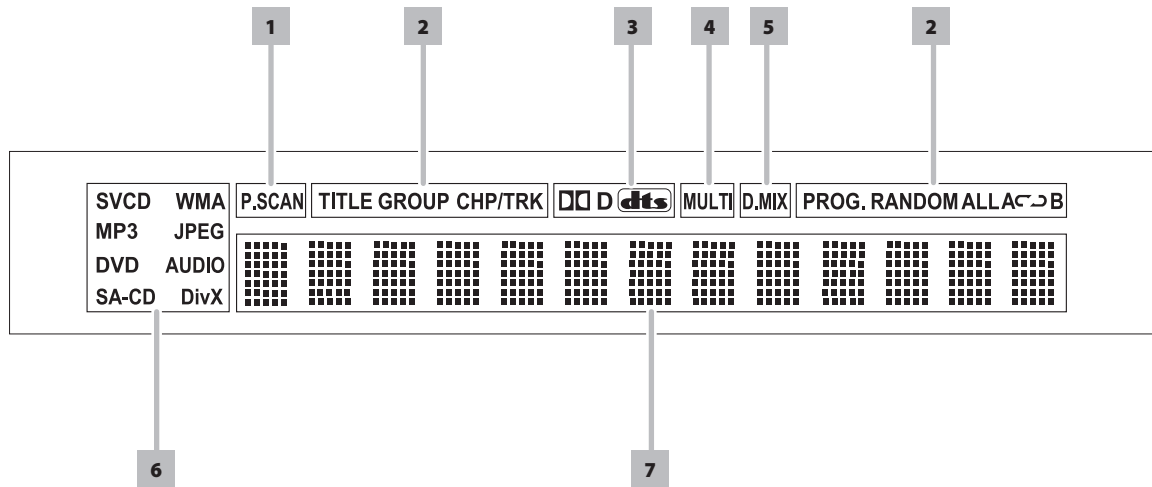 1 2 3 4 5 2
SVCD WMA
MP3 JPEG
DVD AUDIO
SA-CD DivX
P.SCAN
TITLE GROUP CHP/TRK
D dts
MULTI
D.MIX
PROG. RANDOM ALL A B
6 7